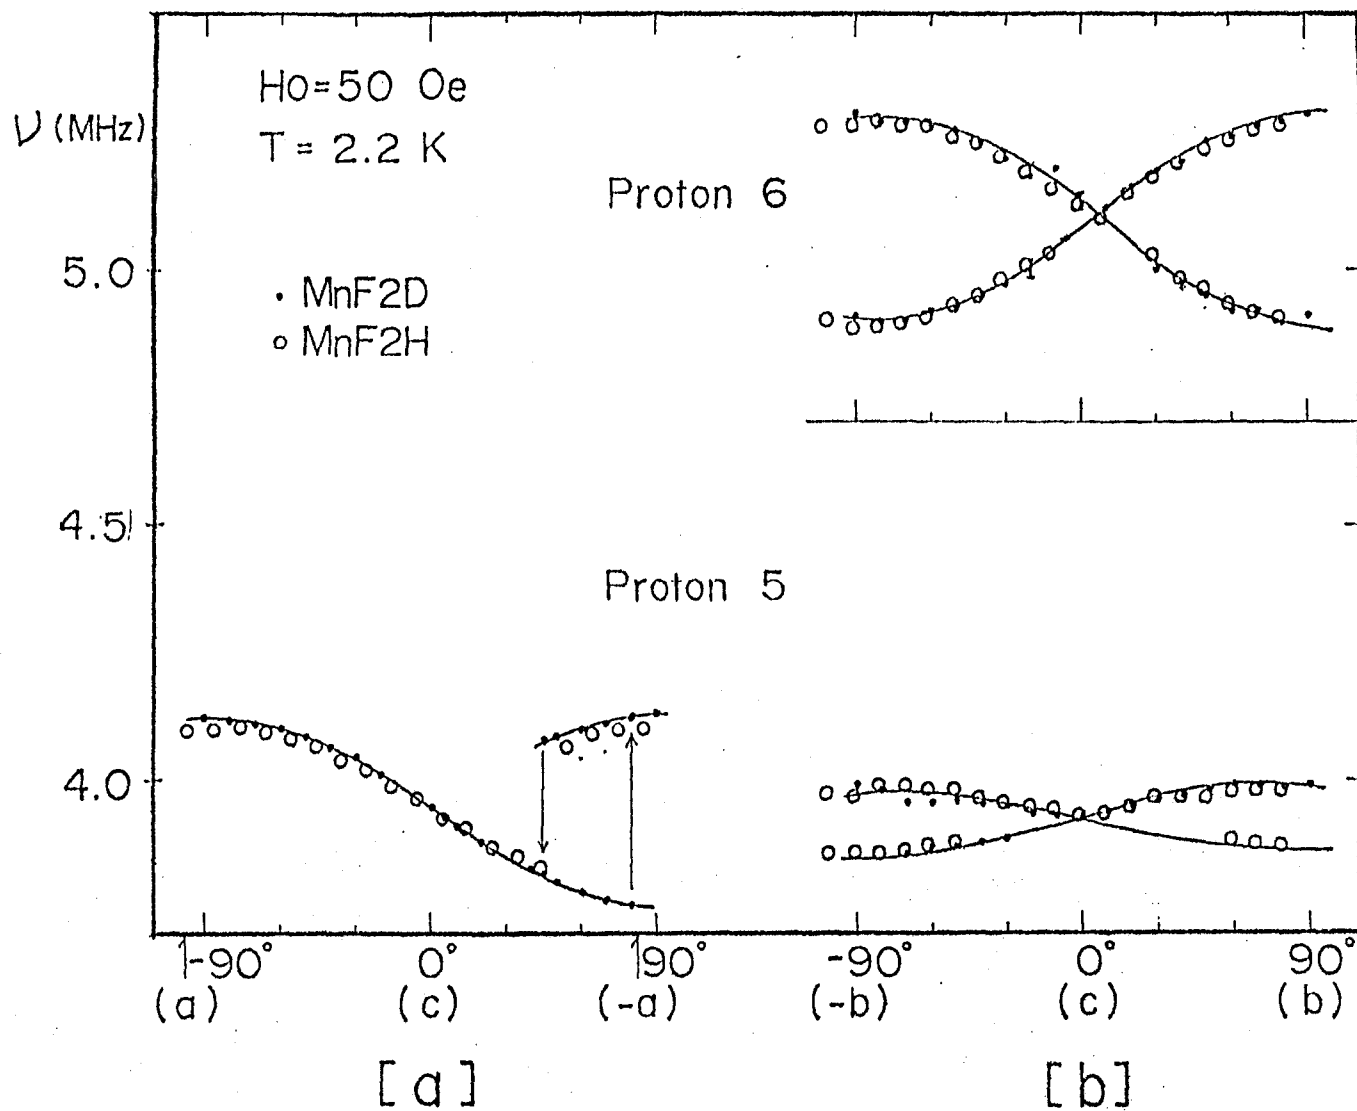 Ho=50 Oe
ν (MHz)
T = 2.2 K
Proton 6
5.0
· MnF2D
o MnF2H
4.5
Proton 5
4.0
-90° 0° 90° -90° 0° 90°
(a) (c) (-a) (-b) (c) (b)
[a] [b]